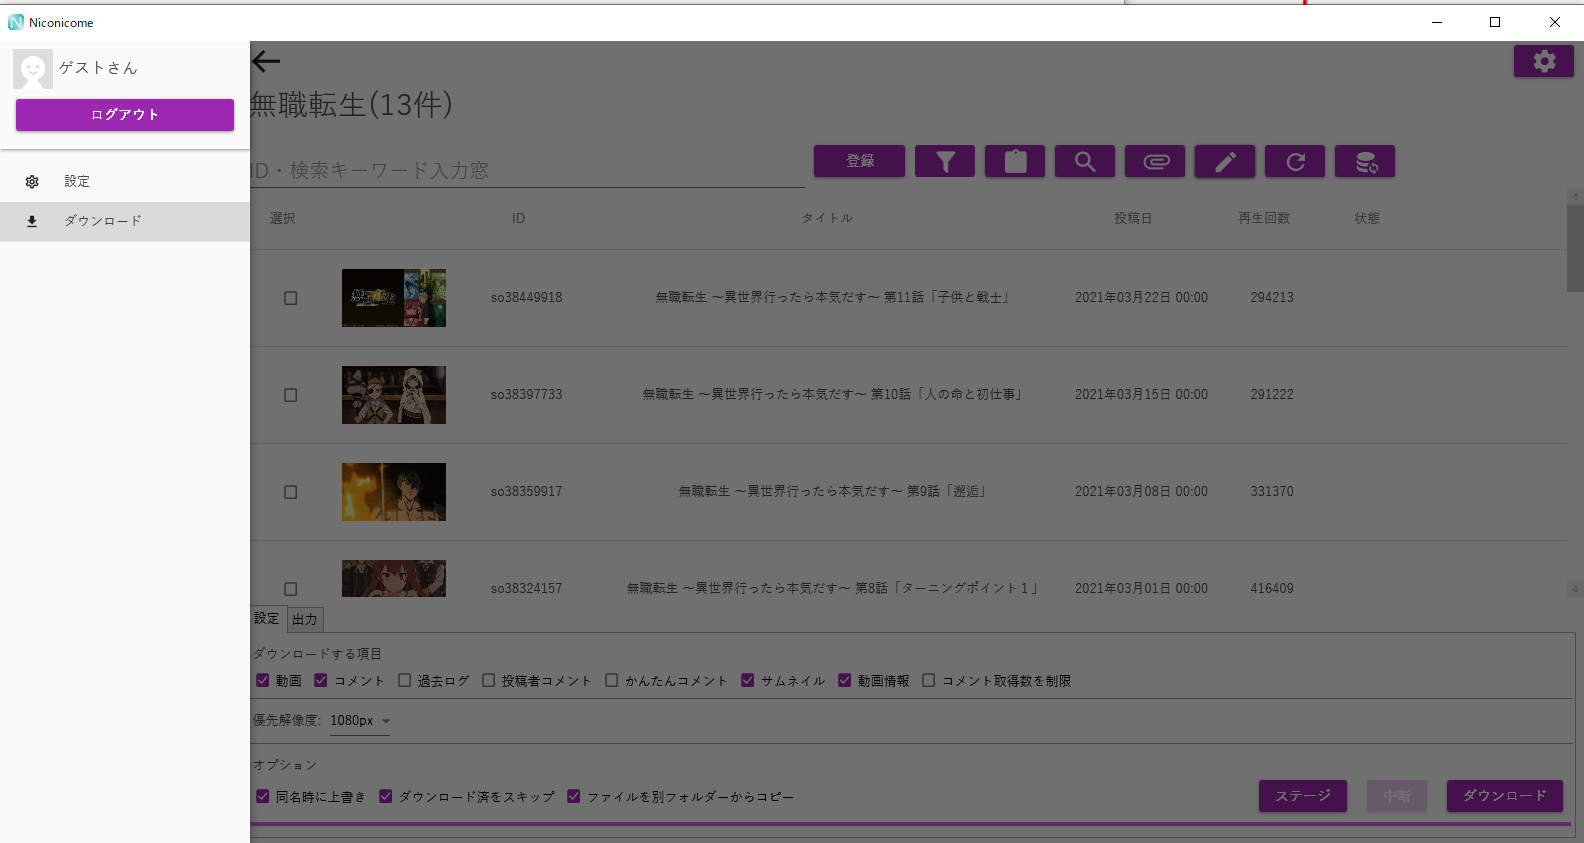 Niconicome
ゲストさん
ログアウト
設定
ダウンロード
無職転生(13件)
ID・検索キーワード入力窓
登録
選択 ID タイトル 投稿日 再生回数 状態
so38449918 無職転生 ～異世界行ったら本気だす～ 第11話「子供と戦士」 2021年03月22日 00:00 294213
so38397733 無職転生 ～異世界行ったら本気だす～ 第10話「人の命と初仕事」 2021年03月15日 00:00 291222
so38359917 無職転生 ～異世界行ったら本気だす～ 第9話「邂逅」 2021年03月08日 00:00 331370
so38324157 無職転生 ～異世界行ったら本気だす～ 第8話「ターニングポイント１」 2021年03月01日 00:00 416409
設定 出力
ダウンロードする項目
動画 コメント 過去ログ 投稿者コメント かんたんコメント サムネイル 動画情報 コメント取得数を制限
優先解像度: 1080px
オプション
同名時に上書き ダウンロード済をスキップ ファイルを別フォルダーからコピー
ステージ 中断 ダウンロード